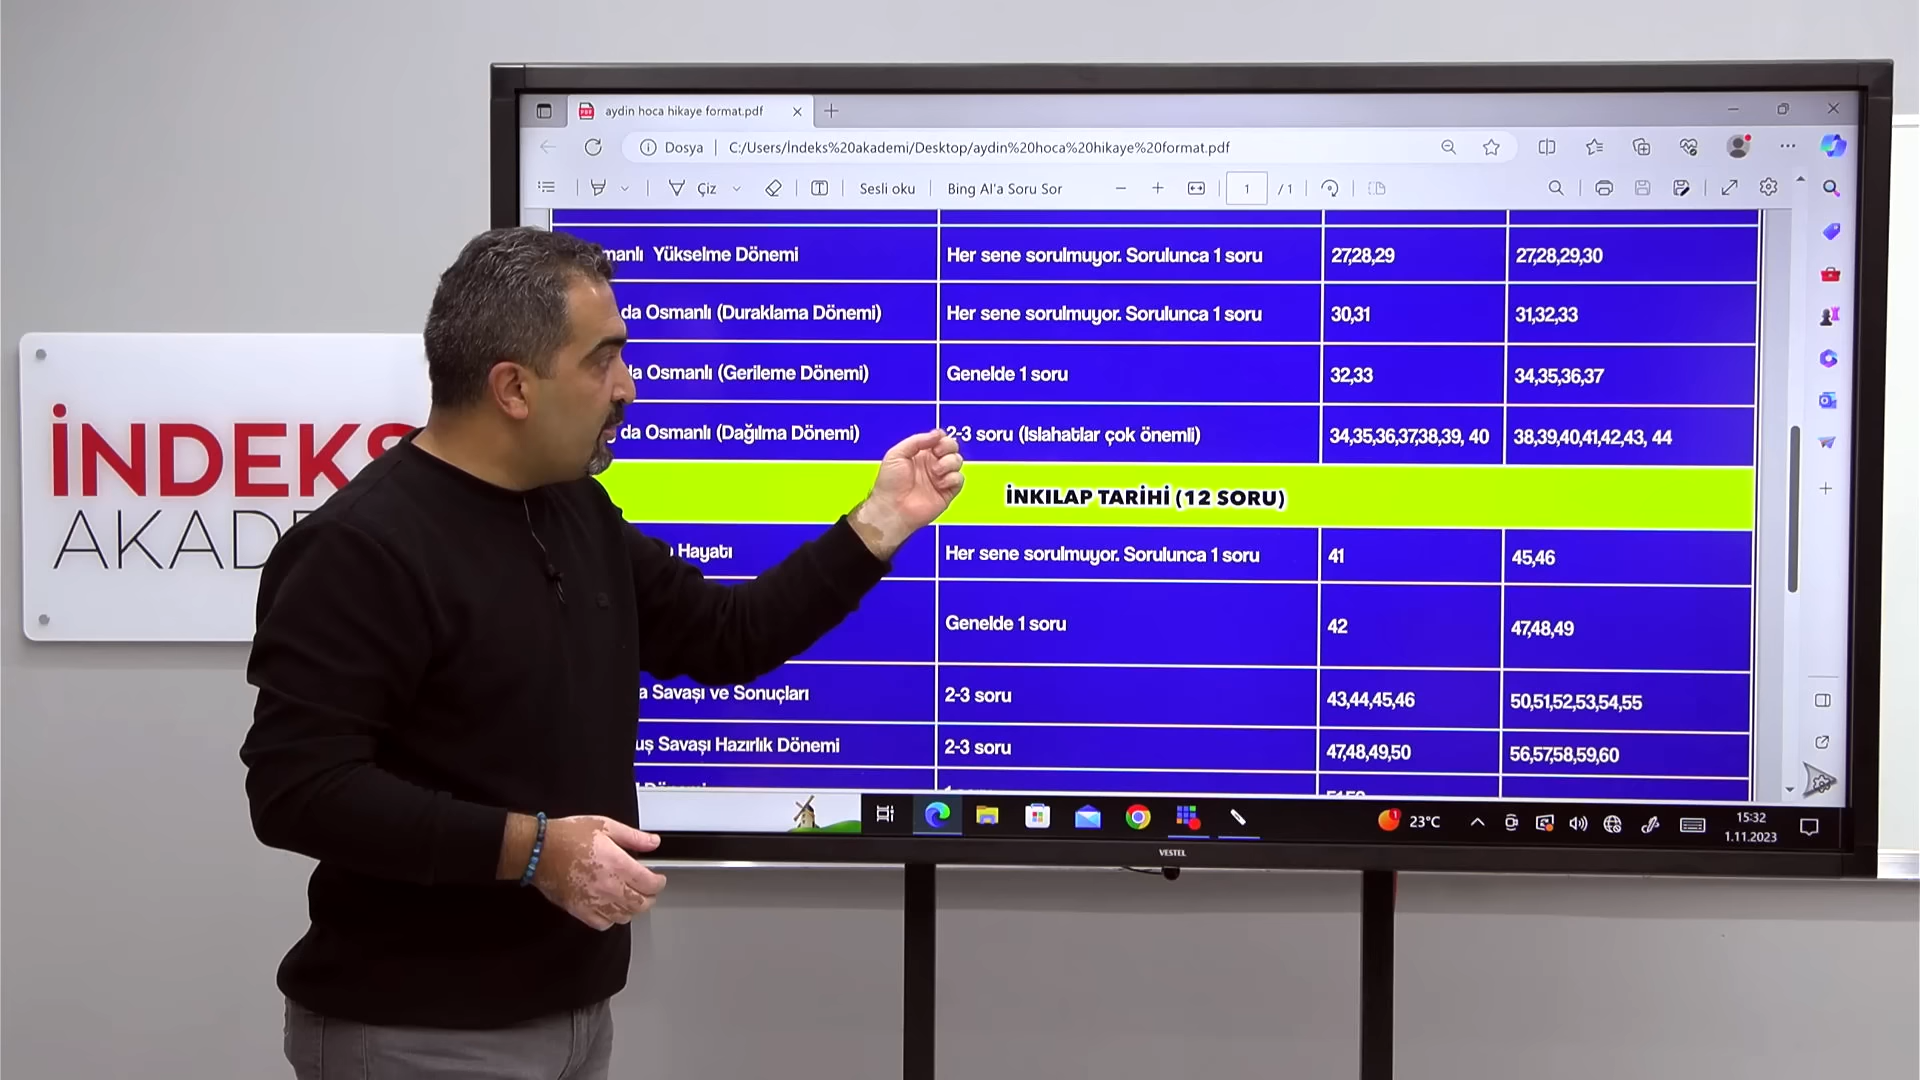 aydin hoca hikaye format.pdf
Dosya C:/Users/İndeks%20akademi/Desktop/aydin%20hoca%20hikaye%20format.pdf
Çiz Sesli oku Bing AI'a Soru Sor 1 /1
Yükselme Dönemi Her sene sorulmuyor. Sorulunca 1 soru 27,28,29 27,28,29,30
da Osmanlı (Duraklama Dönemi) Her sene sorulmuyor. Sorulunca 1 soru 30,31 31,32,33
Osmanlı (Gerileme Dönemi) Genelde 1 soru 32,33 34,35,36,37
da Osmanlı (Dağılma Dönemi) 2-3 soru (Islahatlar çok önemli) 34,35,36,37,38,39, 40 38,39,40,41,42,43, 44
İNKILAP TARİHİ (12 SORU)
Hayatı Her sene sorulmuyor. Sorulunca 1 soru 41 45,46
Genelde 1 soru 42 47,48,49
Savaşı ve Sonuçları 2-3 soru 43,44,45,46 50,51,52,53,54,55
Savaşı Hazırlık Dönemi 2-3 soru 47,48,49,50 56,57,58,59,60
23°C 15:32
1.11.2023
VESTEL
İNDEKS
AKAD